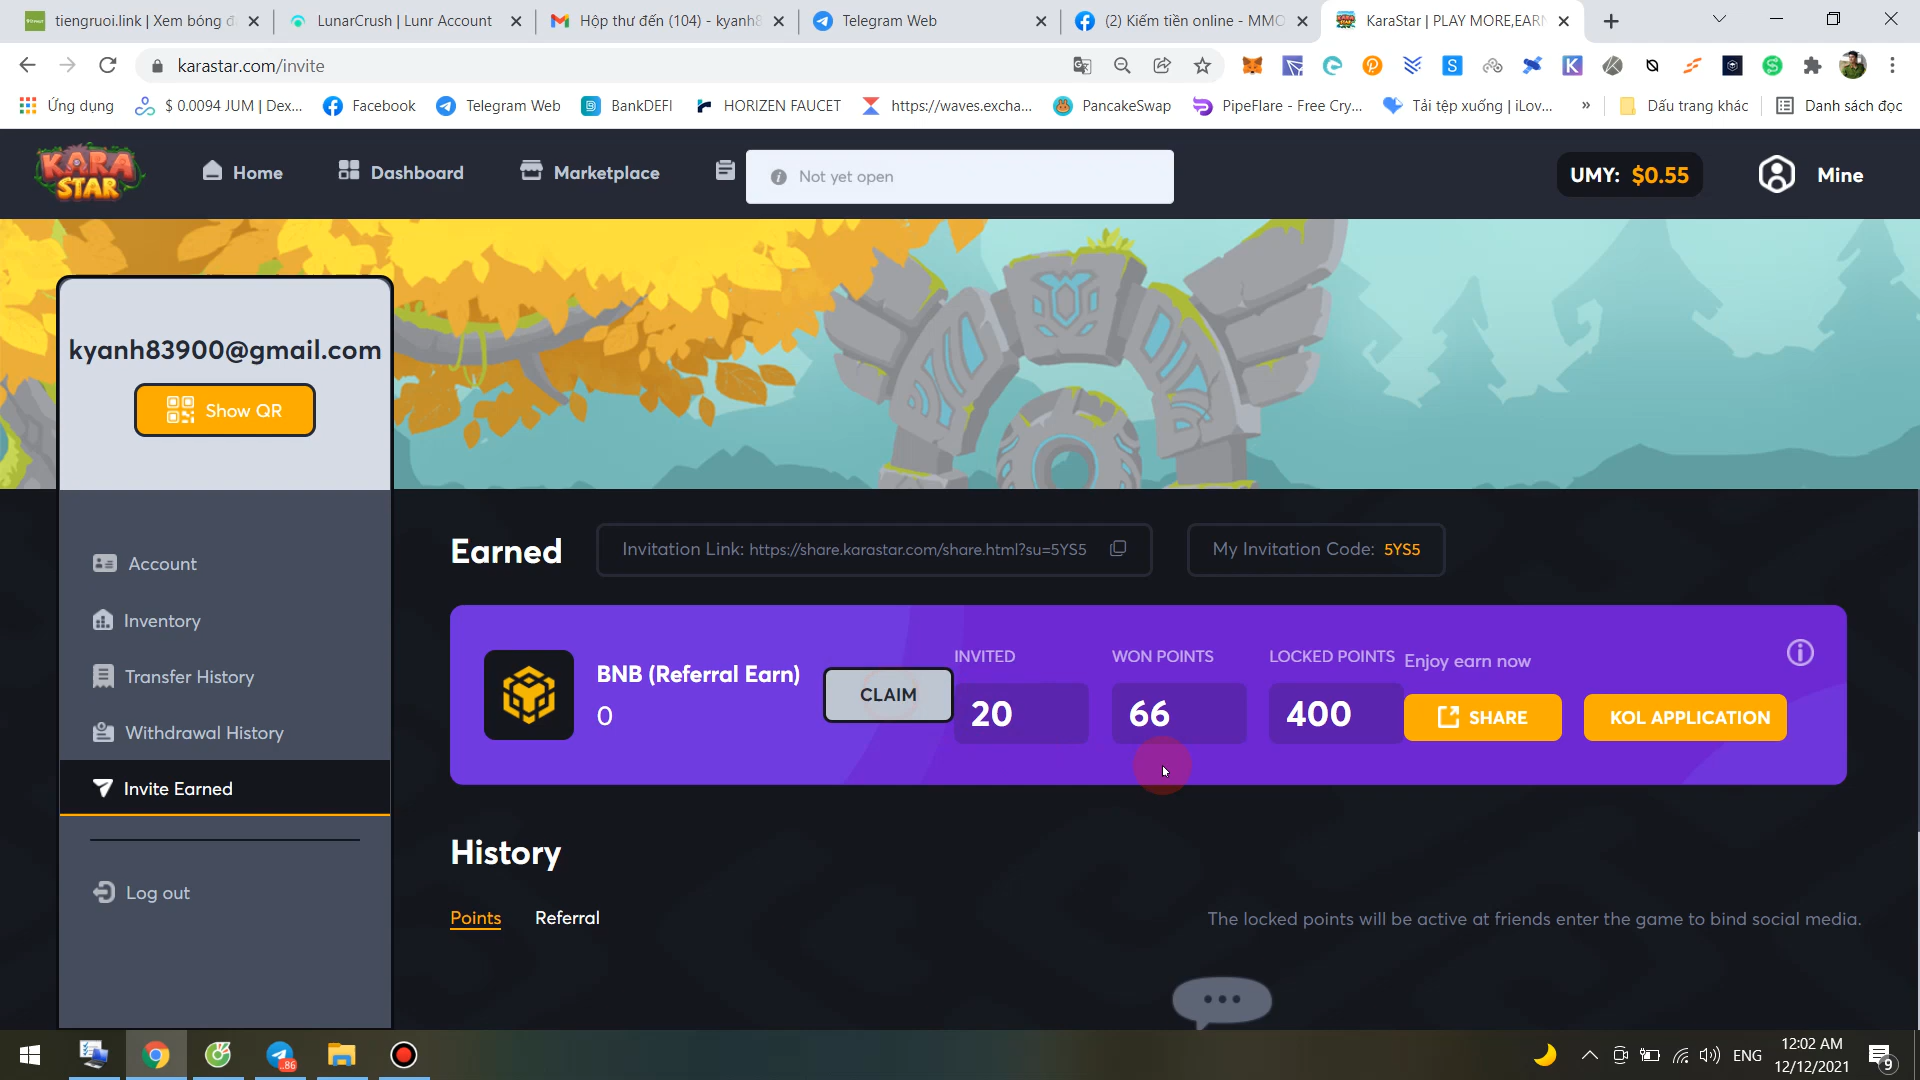 tiengruoi.link | Xem bóng đ
LunarCrush | Lunr Account
Hộp thư đến (104) - kyanh8
Telegram Web
(2) Kiếm tiền online - MMO
KaraStar | PLAY MORE,EARN
karastar.com/invite
Ứng dụng
$ 0.0094 JUM | Dex...
Facebook
Telegram Web
BankDEFI
HORIZEN FAUCET
https://waves.excha...
PancakeSwap
PipeFlare - Free Cry...
Tải tệp xuống | iLov...
»
Dấu trang khác
Danh sách đọc
KARA STAR
Home
Dashboard
Marketplace
Not yet open
UMY: $0.55
Mine
kyanh83900@gmail.com
Show QR
Account
Inventory
Transfer History
Withdrawal History
Invite Earned
Log out
Earned
Invitation Link: https://share.karastar.com/share.html?su=5YS5
My Invitation Code: 5YS5
BNB (Referral Earn)
0
CLAIM
INVITED
20
WON POINTS
66
LOCKED POINTS
400
Enjoy earn now
SHARE
KOL APPLICATION
History
Points
Referral
The locked points will be active at friends enter the game to bind social media.
86
ENG
12:02 AM
12/12/2021
9